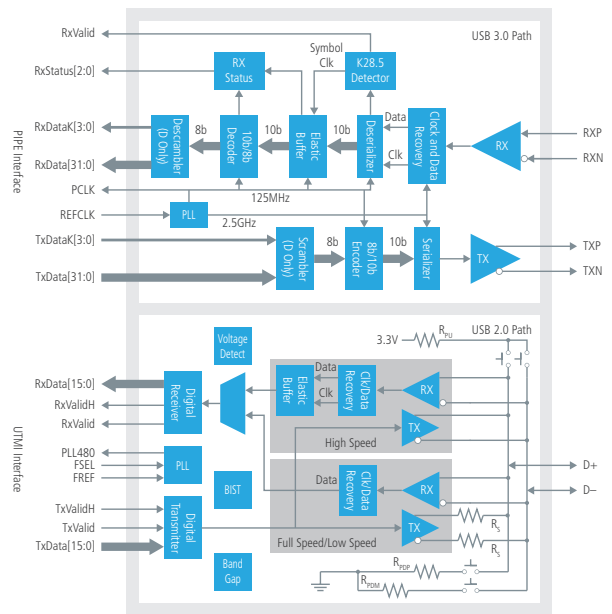 USB 3.0 Path
RxValid
RxStatus[2:0]
RxDataK[3:0]
RxData[31:0]
PCLK
REFCLK
TxDataK[3:0]
TxData[31:0]
PIPE Interface
RX
Status
Symbol
Clk
K28.5
Detector
Descrambler
(D Only)
8b
10b/8b
Decoder
10b
Elastic
Buffer
10b
Deserializer
Data
Clk
Clock and Data
Recovery
RX
RXP
RXN
125MHz
PLL
2.5GHz
Scrambler
(D Only)
8b
8b/10b
Encoder
10b
Serializer
TX
TXP
TXN
USB 2.0 Path
3.3V
RPU
Voltage
Detect
RxData[15:0]
RxValidH
RxValid
PLL480
FSEL
FREF
TxValidH
TxValid
TxData[15:0]
UTMI Interface
Digital
Receiver
PLL
Digital
Transmitter
BIST
Band
Gap
Elastic
Buffer
Data
Clk
Clk/Data
Recovery
RX
TX
High Speed
Data
Clk/Data
Recovery
RX
TX
Full Speed/Low Speed
RS
RS
RPDP
RPDM
D+
D–